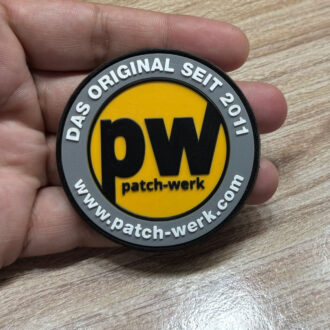 DAS ORIGINAL SEIT 2011
pw
patch-werk
www.patch-werk.com